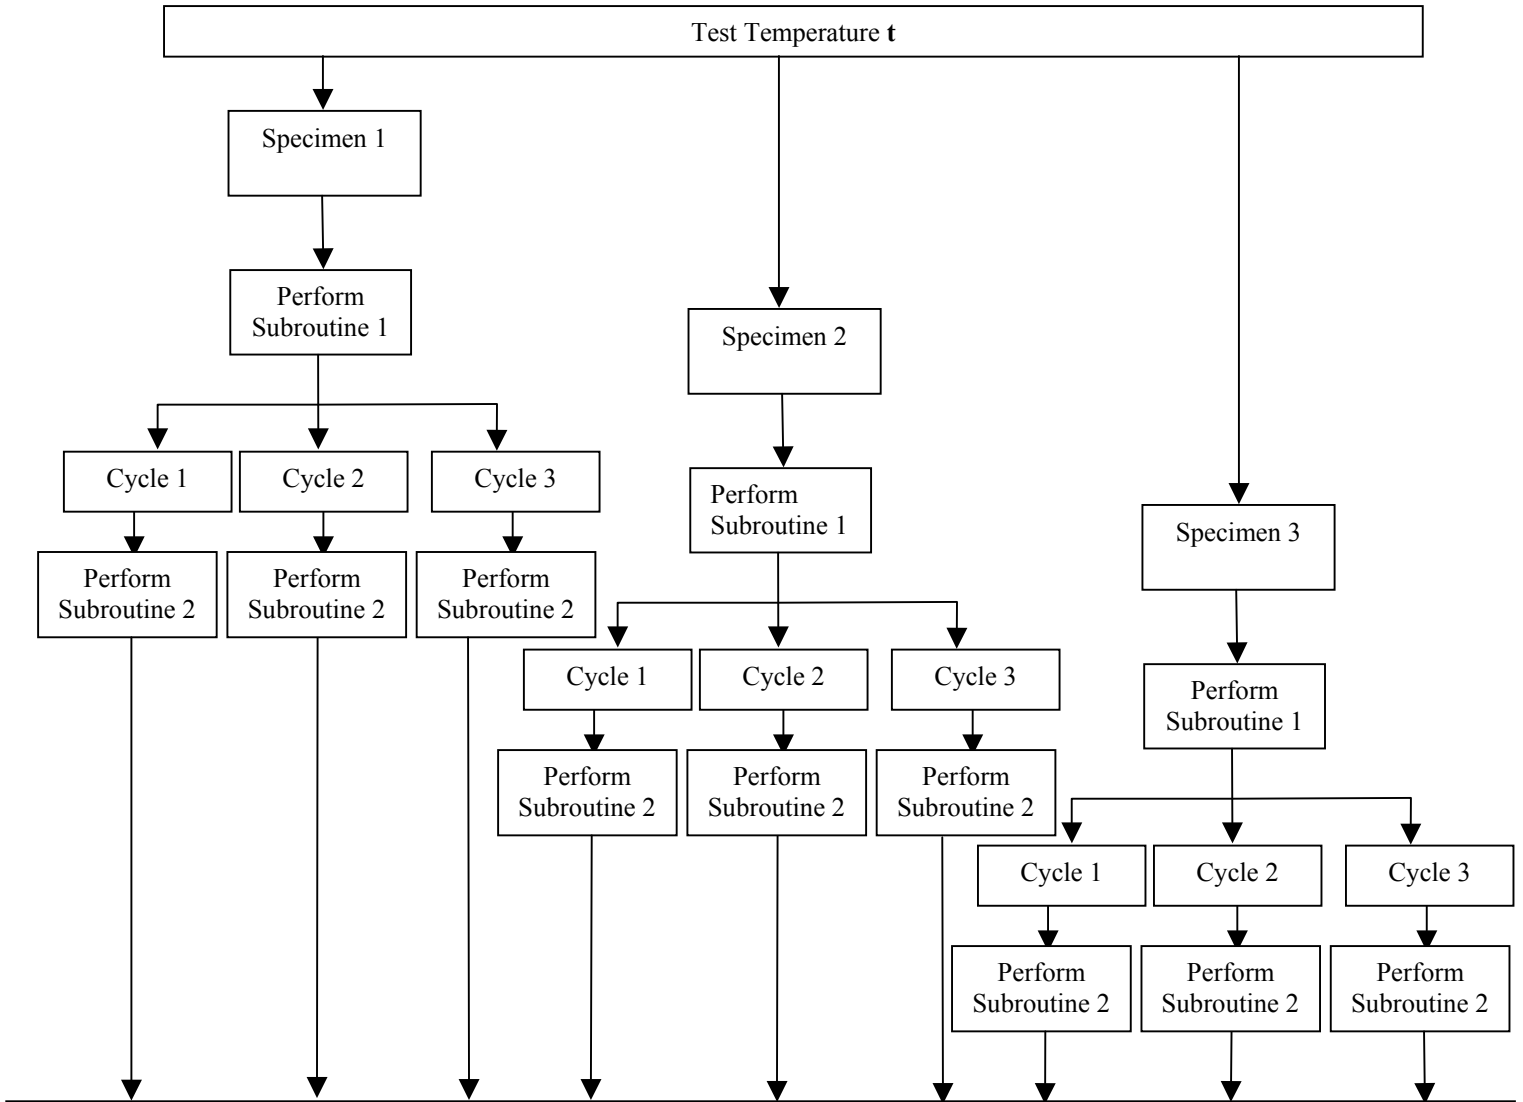 Test Temperature t
Specimen 1
Perform
Subroutine 1
Cycle 1
Cycle 2
Cycle 3
Perform
Subroutine 2
Perform
Subroutine 2
Perform
Subroutine 2
Specimen 2
Perform
Subroutine 1
Cycle 1
Cycle 2
Cycle 3
Perform
Subroutine 2
Perform
Subroutine 2
Perform
Subroutine 2
Specimen 3
Perform
Subroutine 1
Cycle 1
Cycle 2
Cycle 3
Perform
Subroutine 2
Perform
Subroutine 2
Perform
Subroutine 2